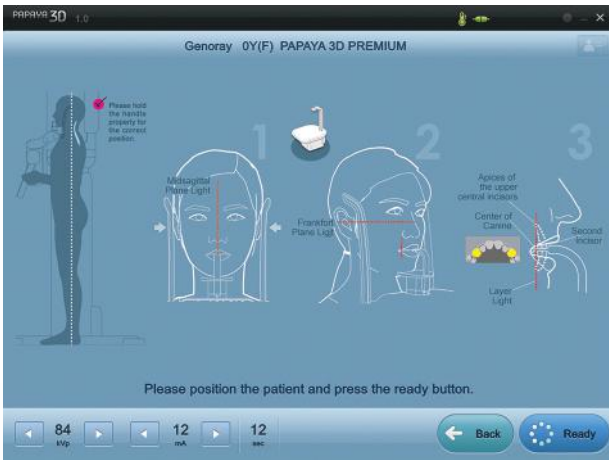 PAPAYA 3D 1.0
Genoray 0Y(F) PAPAYA 3D PREMIUM
Please hold
the handle
properly for
the correct
position.
1
Midsagittal
Plane Light
2
Frankfort
Plane Ligt
3
Apices of
the upper
central incisors
Center of
Canine
Second
Incisor
Layer
Light
Please position the patient and press the ready button.
84
kVp
12
mA
12
sec
Back
Ready